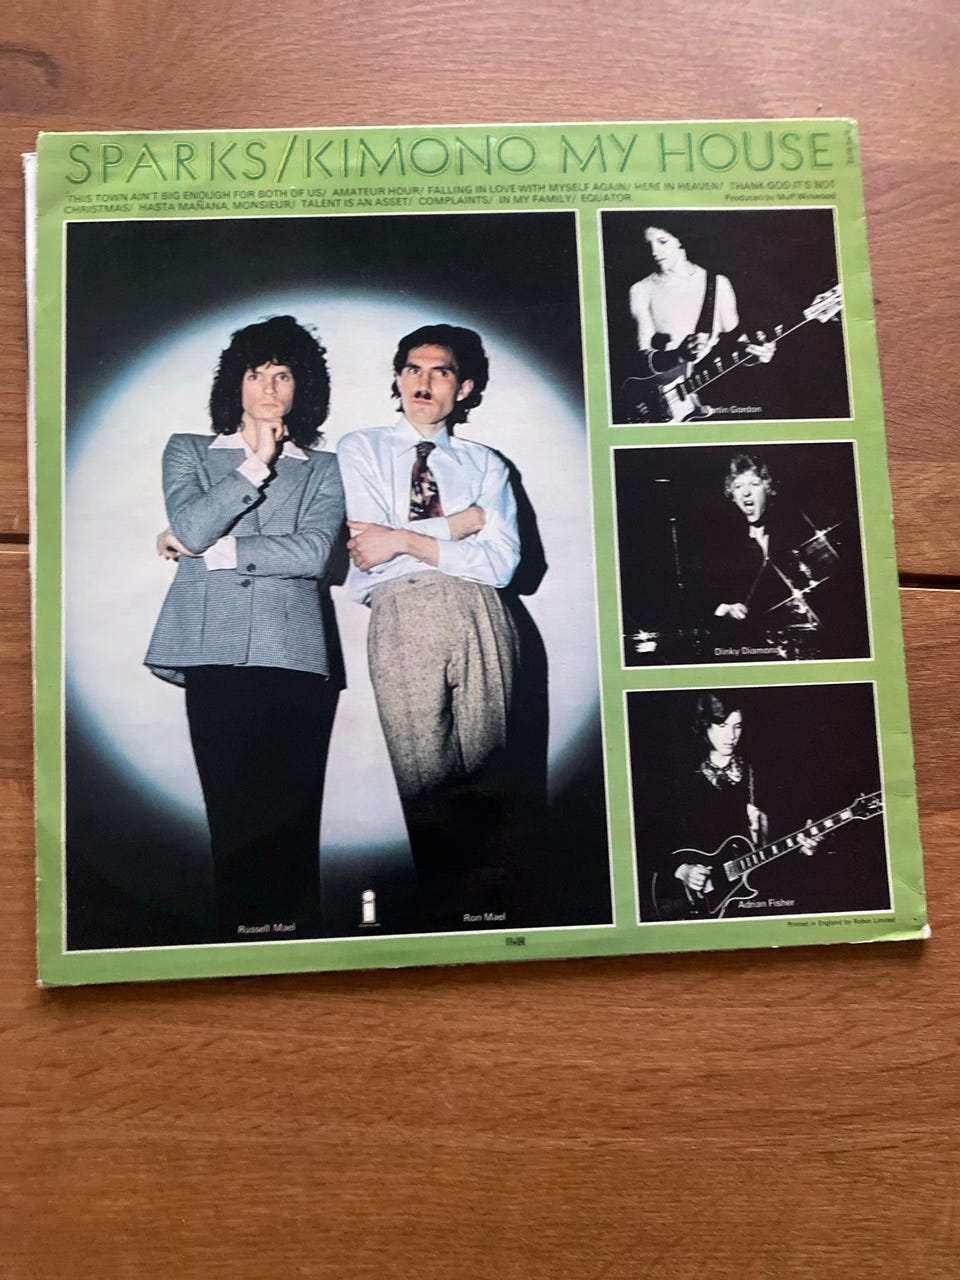 SPARKS/KIMONO MY HOUSE
THIS TOWN AIN'T BIG ENOUGH FOR BOTH OF US/ AMATEUR HOUR/ FALLING IN LOVE WITH MYSELF AGAIN/ HERE IN HEAVEN/ THANK GOD IT'S NOT
CHRISTMAS/ HASTA MAÑANA, MONSIEUR/ TALENT IS AN ASSET/ COMPLAINTS/ IN MY FAMILY/ EQUATOR
Produced by Muff Winwood
Martin Gordon
Dinky Diamond
Adrian Fisher
Russell Mael
i
Ron Mael
Printed in England by Robor Limited